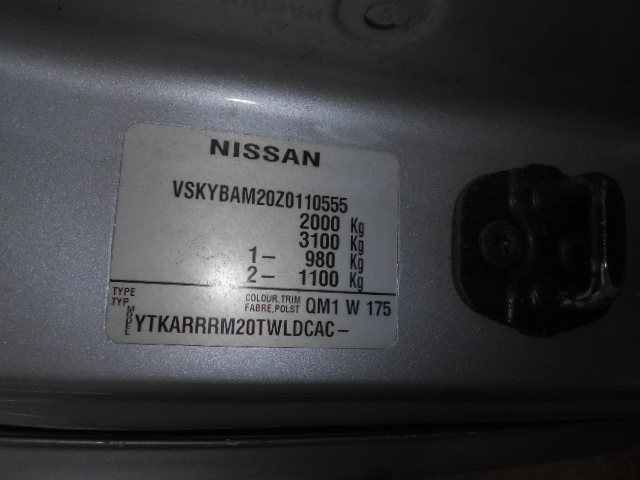 NISSAN
VSKYBAM20Z0110555
2000 Kg
3100 Kg
1- 980 Kg
2- 1100 Kg
TYPE
TYP
COLOUR,TRIM
FABRE,POLST QM1 W 175
MODELE YTKARRRM20TWLDCAC-